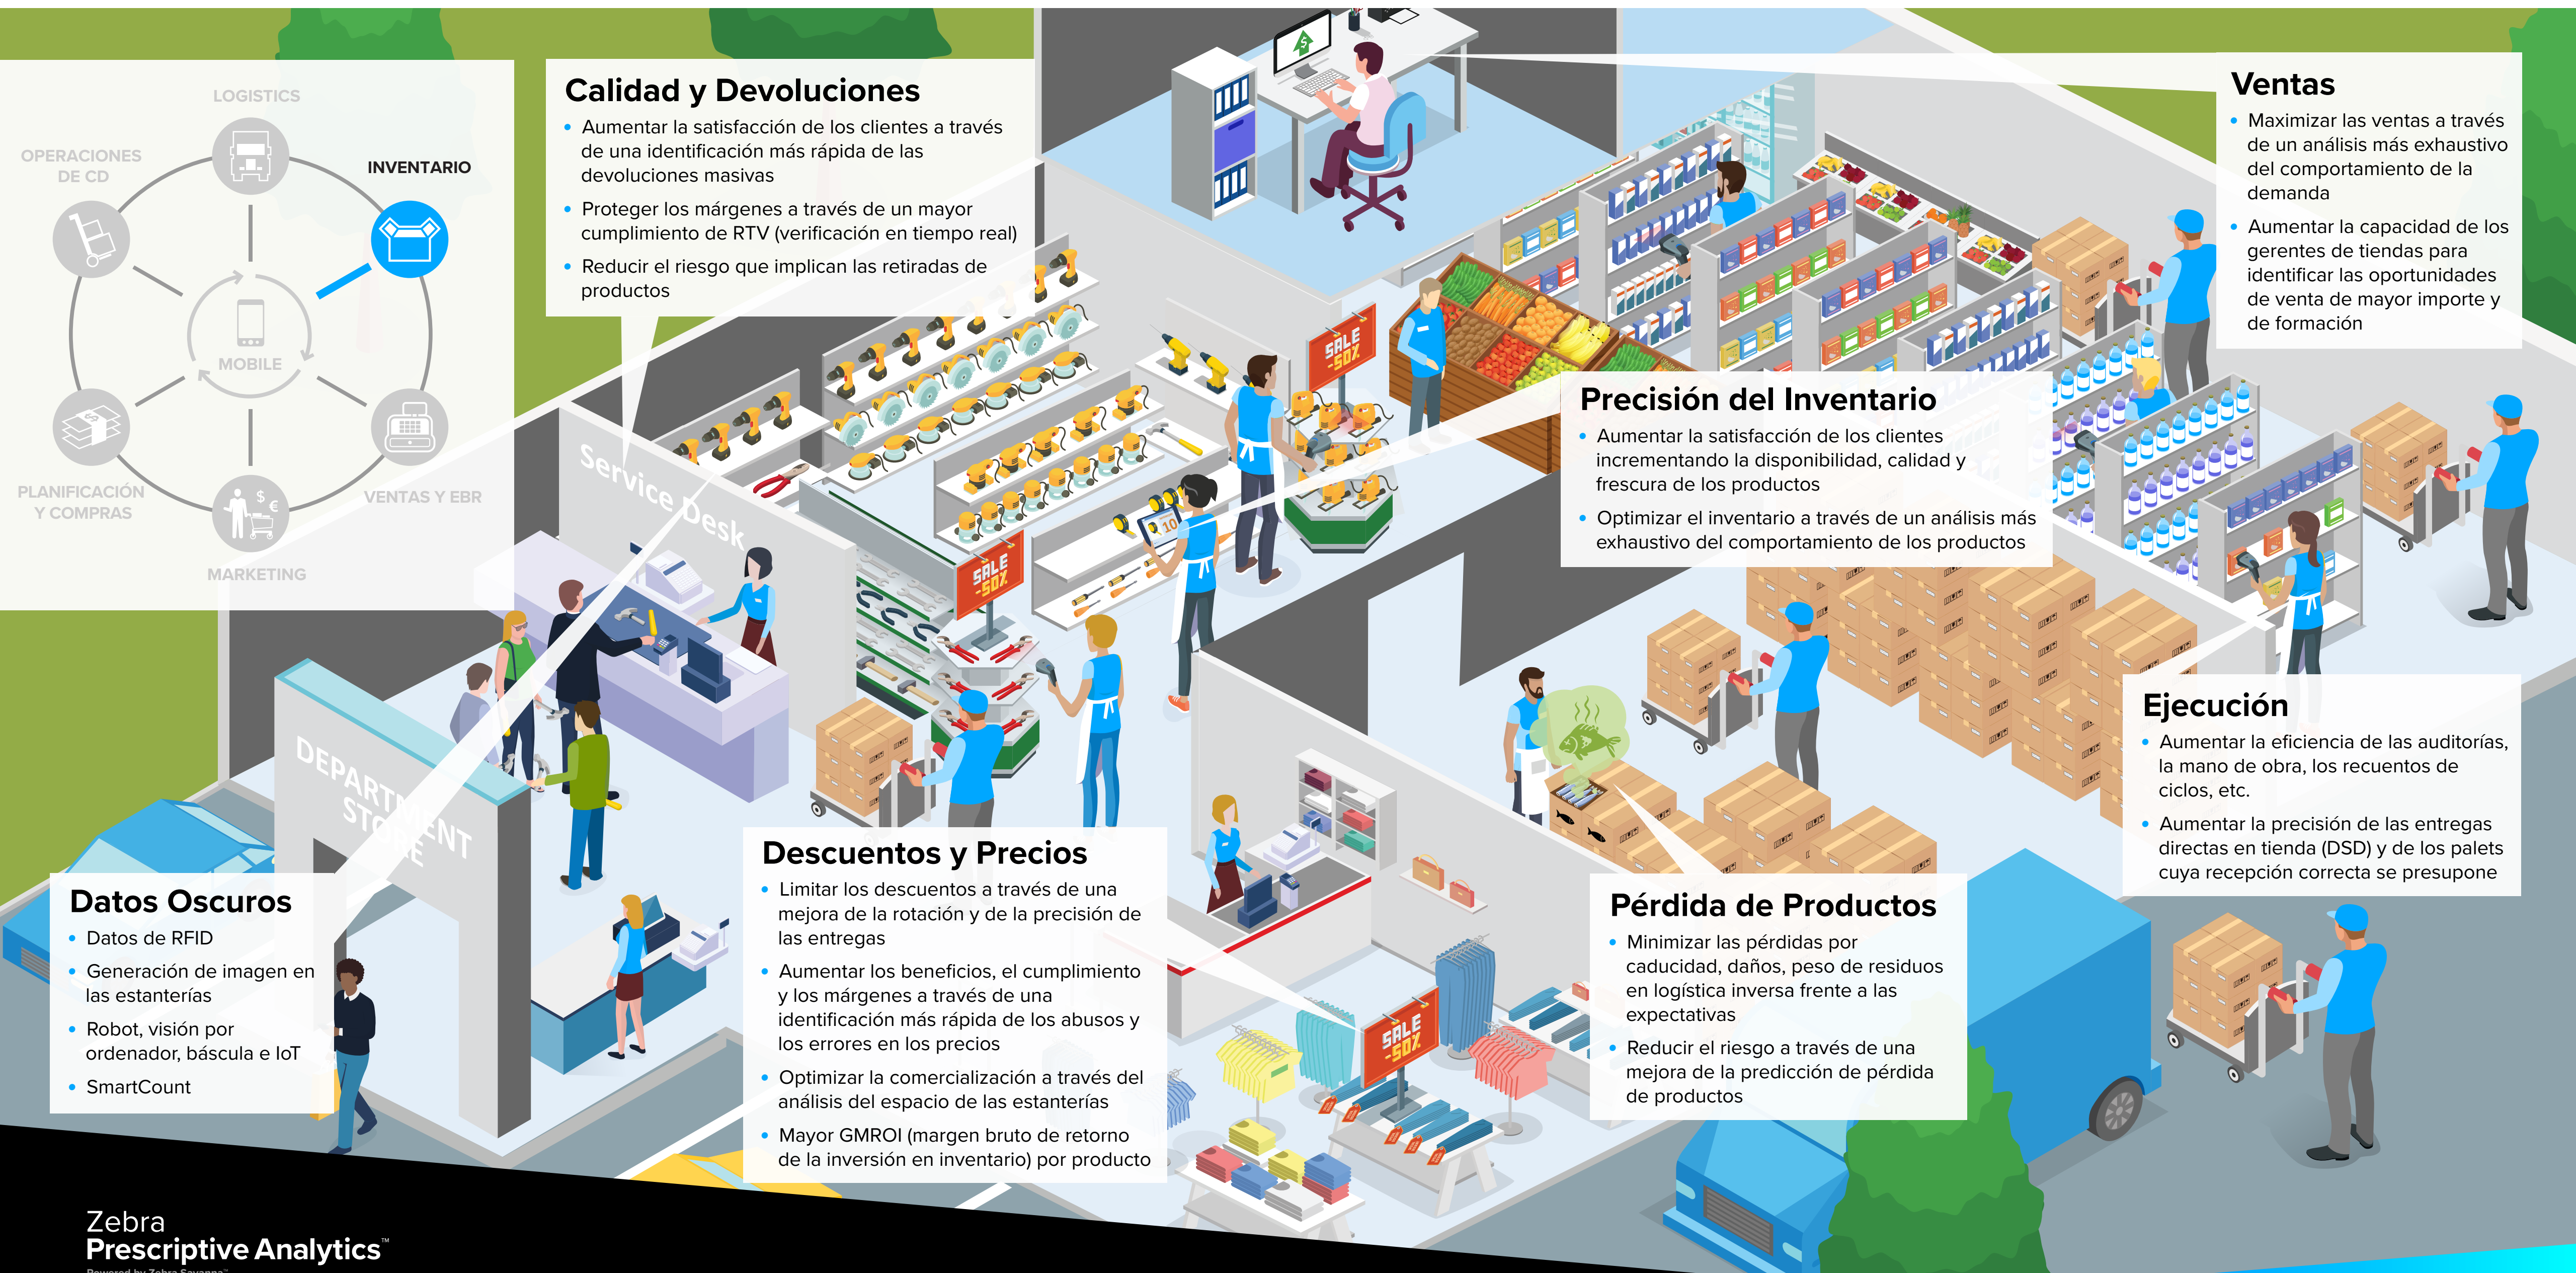 LOGISTICS
OPERACIONES
DE CD
INVENTARIO
MOBILE
PLANIFICACIÓN
Y COMPRAS
VENTAS Y EBR
$
€
MARKETING
Calidad y Devoluciones
• Aumentar la satisfacción de los clientes a través
de una identificación más rápida de las
devoluciones masivas
• Proteger los márgenes a través de un mayor
cumplimiento de RTV (verificación en tiempo real)
• Reducir el riesgo que implican las retiradas de
productos
$
Ventas
• Maximizar las ventas a través
de un análisis más exhaustivo
del comportamiento de la
demanda
• Aumentar la capacidad de los
gerentes de tiendas para
identificar las oportunidades
de venta de mayor importe y
de formación
SALE
-50%
Precisión del Inventario
• Aumentar la satisfacción de los clientes
incrementando la disponibilidad, calidad y
frescura de los productos
• Optimizar el inventario a través de un análisis más
exhaustivo del comportamiento de los productos
Service Desk
10
SALE
-50%
DEPARTMENT
STORE
Ejecución
• Aumentar la eficiencia de las auditorías,
la mano de obra, los recuentos de
ciclos, etc.
• Aumentar la precisión de las entregas
directas en tienda (DSD) y de los palets
cuya recepción correcta se presupone
Datos Oscuros
• Datos de RFID
• Generación de imagen en
las estanterías
• Robot, visión por
ordenador, báscula e IoT
• SmartCount
Descuentos y Precios
• Limitar los descuentos a través de una
mejora de la rotación y de la precisión de
las entregas
• Aumentar los beneficios, el cumplimiento
y los márgenes a través de una
identificación más rápida de los abusos y
los errores en los precios
• Optimizar la comercialización a través del
análisis del espacio de las estanterías
• Mayor GMROI (margen bruto de retorno
de la inversión en inventario) por producto
SALE
-50%
Pérdida de Productos
• Minimizar las pérdidas por
caducidad, daños, peso de residuos
en logística inversa frente a las
expectativas
• Reducir el riesgo a través de una
mejora de la predicción de pérdida
de productos
Zebra
Prescriptive Analytics™
Powered by Zebra Savanna™